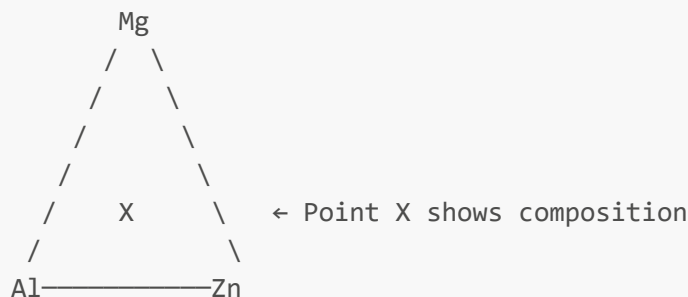 Mg
/ \
/ \
/ \
/ \
/ X \ ← Point X shows composition
/ \
Al───────────Zn